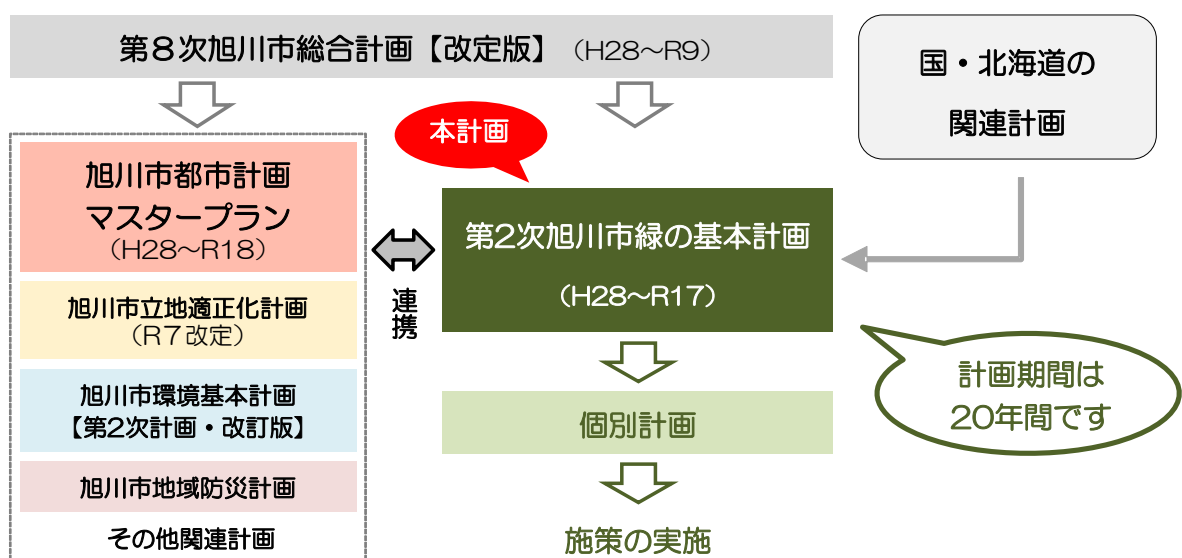 第8次旭川市総合計画【改定版】（H28～R9）
国・北海道の
関連計画
本計画
旭川市都市計画
マスタープラン
（H28～R18）
旭川市立地適正化計画
（R7改定）
旭川市環境基本計画
【第2次計画・改訂版】
旭川市地域防災計画
その他関連計画
連携
第2次旭川市緑の基本計画
（H28～R17）
計画期間は
20年間です
個別計画
施策の実施